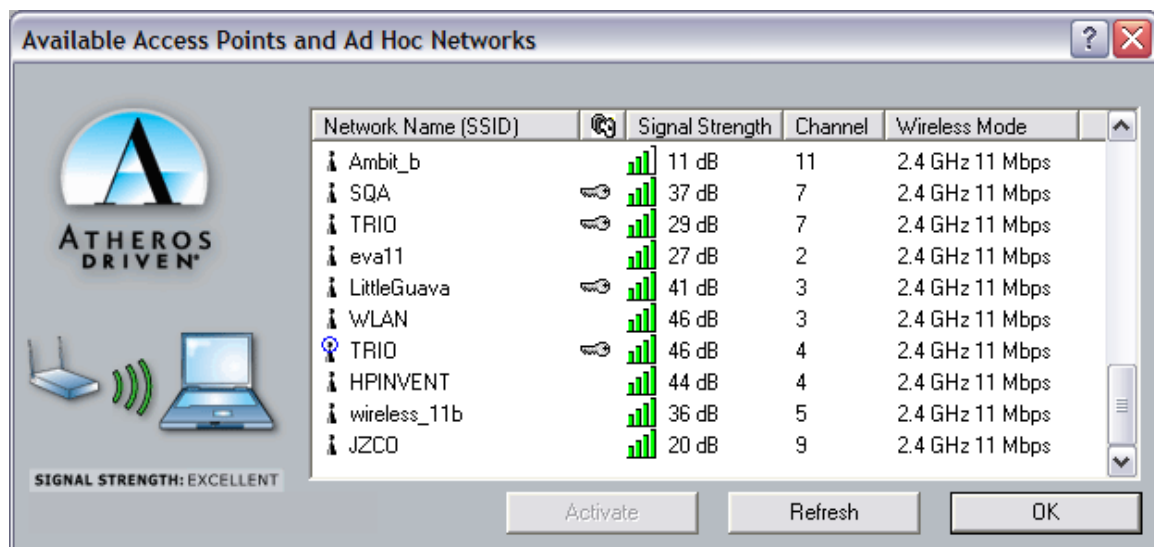 Available Access Points and Ad Hoc Networks
ATHEROS
DRIVEN®
SIGNAL STRENGTH: EXCELLENT
Network Name (SSID) Signal Strength Channel Wireless Mode
Ambit_b 11 dB 11 2.4 GHz 11 Mbps
SQA 37 dB 7 2.4 GHz 11 Mbps
TRIO 29 dB 7 2.4 GHz 11 Mbps
eva11 27 dB 2 2.4 GHz 11 Mbps
LittleGuava 41 dB 3 2.4 GHz 11 Mbps
WLAN 46 dB 3 2.4 GHz 11 Mbps
TRIO 46 dB 4 2.4 GHz 11 Mbps
HPINVENT 44 dB 4 2.4 GHz 11 Mbps
wireless_11b 36 dB 5 2.4 GHz 11 Mbps
JZCO 20 dB 9 2.4 GHz 11 Mbps
Activate Refresh OK